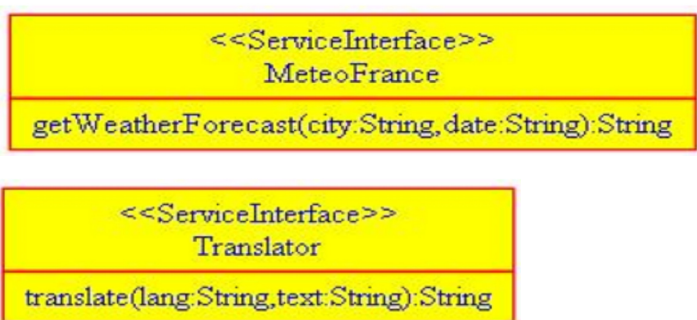 <<ServiceInterface>>
MeteoFrance
getWeatherForecast(city:String,date:String):String
<<ServiceInterface>>
Translator
translate(lang:String,text:String):String